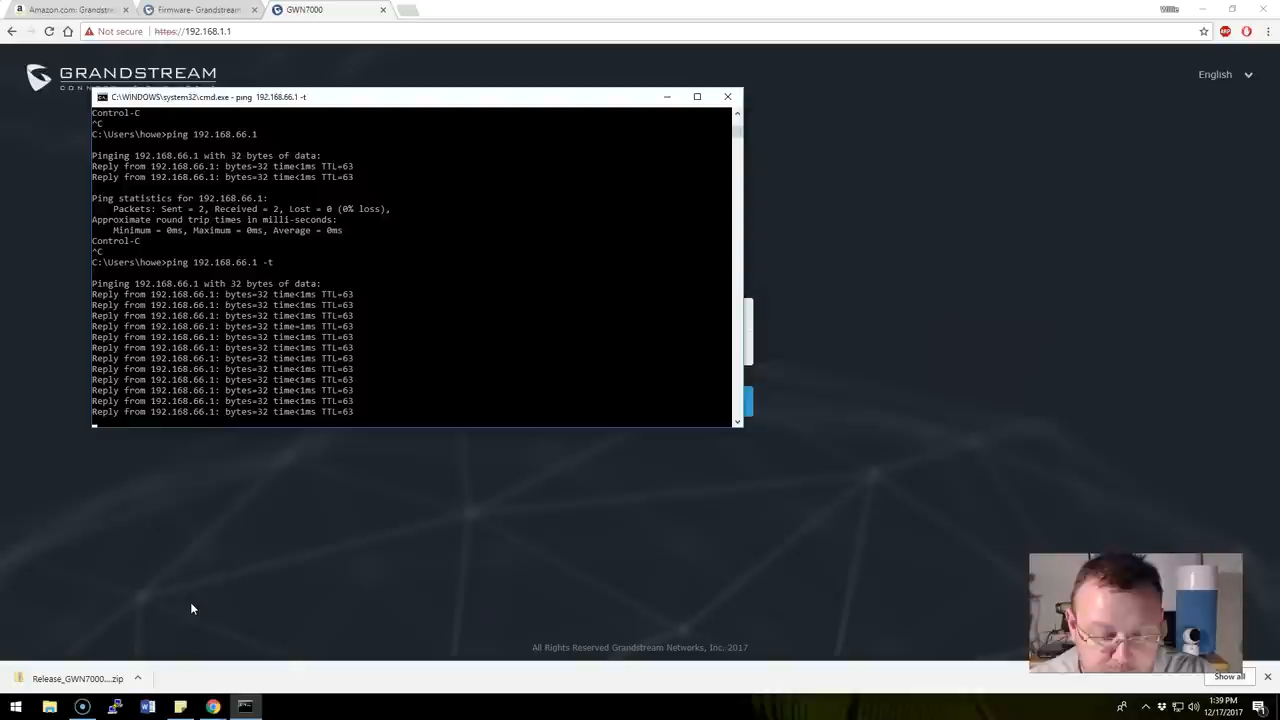 Amazon.com: Grandstre
Firmware- Grandstream
GWN7000
Willie
Not secure
https://192.168.1.1
ABP
GRANDSTREAM
English
C:\WINDOWS\system32\cmd.exe - ping 192.168.66.1 -t
Control-C
^C
C:\Users\howe>ping 192.168.66.1
Pinging 192.168.66.1 with 32 bytes of data:
Reply from 192.168.66.1: bytes=32 time<1ms TTL=63
Reply from 192.168.66.1: bytes=32 time<1ms TTL=63
Ping statistics for 192.168.66.1:
Packets: Sent = 2, Received = 2, Lost = 0 (0% loss),
Approximate round trip times in milli-seconds:
Minimum = 0ms, Maximum = 0ms, Average = 0ms
Control-C
^C
C:\Users\howe>ping 192.168.66.1 -t
Pinging 192.168.66.1 with 32 bytes of data:
Reply from 192.168.66.1: bytes=32 time<1ms TTL=63
Reply from 192.168.66.1: bytes=32 time<1ms TTL=63
Reply from 192.168.66.1: bytes=32 time<1ms TTL=63
Reply from 192.168.66.1: bytes=32 time=1ms TTL=63
Reply from 192.168.66.1: bytes=32 time<1ms TTL=63
Reply from 192.168.66.1: bytes=32 time<1ms TTL=63
Reply from 192.168.66.1: bytes=32 time<1ms TTL=63
Reply from 192.168.66.1: bytes=32 time<1ms TTL=63
Reply from 192.168.66.1: bytes=32 time<1ms TTL=63
Reply from 192.168.66.1: bytes=32 time<1ms TTL=63
Reply from 192.168.66.1: bytes=32 time<1ms TTL=63
Reply from 192.168.66.1: bytes=32 time<1ms TTL=63
All Rights Reserved Grandstream Networks, Inc. 2017
Release_GWN7000....zip
Show all
1:39 PM
12/17/2017